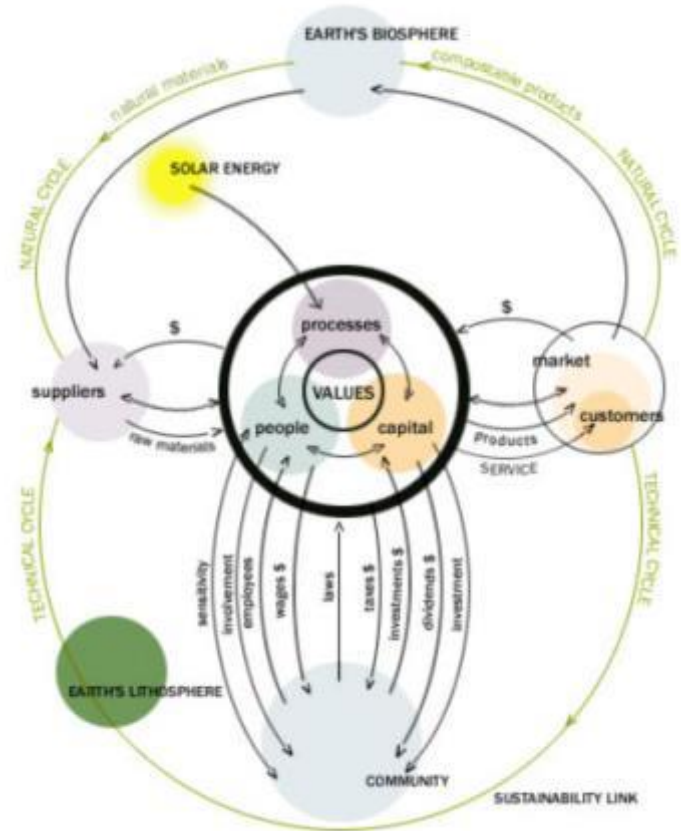 EARTH'S BIOSPHERE
natural materials
compostable products
SOLAR ENERGY
NATURAL CYCLE
NATURAL CYCLE
$
$
processes
market
suppliers
VALUES
customers
people
capital
raw materials
products
SERVICE
TECHNICAL CYCLE
TECHNICAL CYCLE
sensitivity
involvement
employees
wages $
laws
taxes $
investments $
dividends $
investment
EARTH'S LITHOSPHERE
COMMUNITY
SUSTAINABILITY LINK